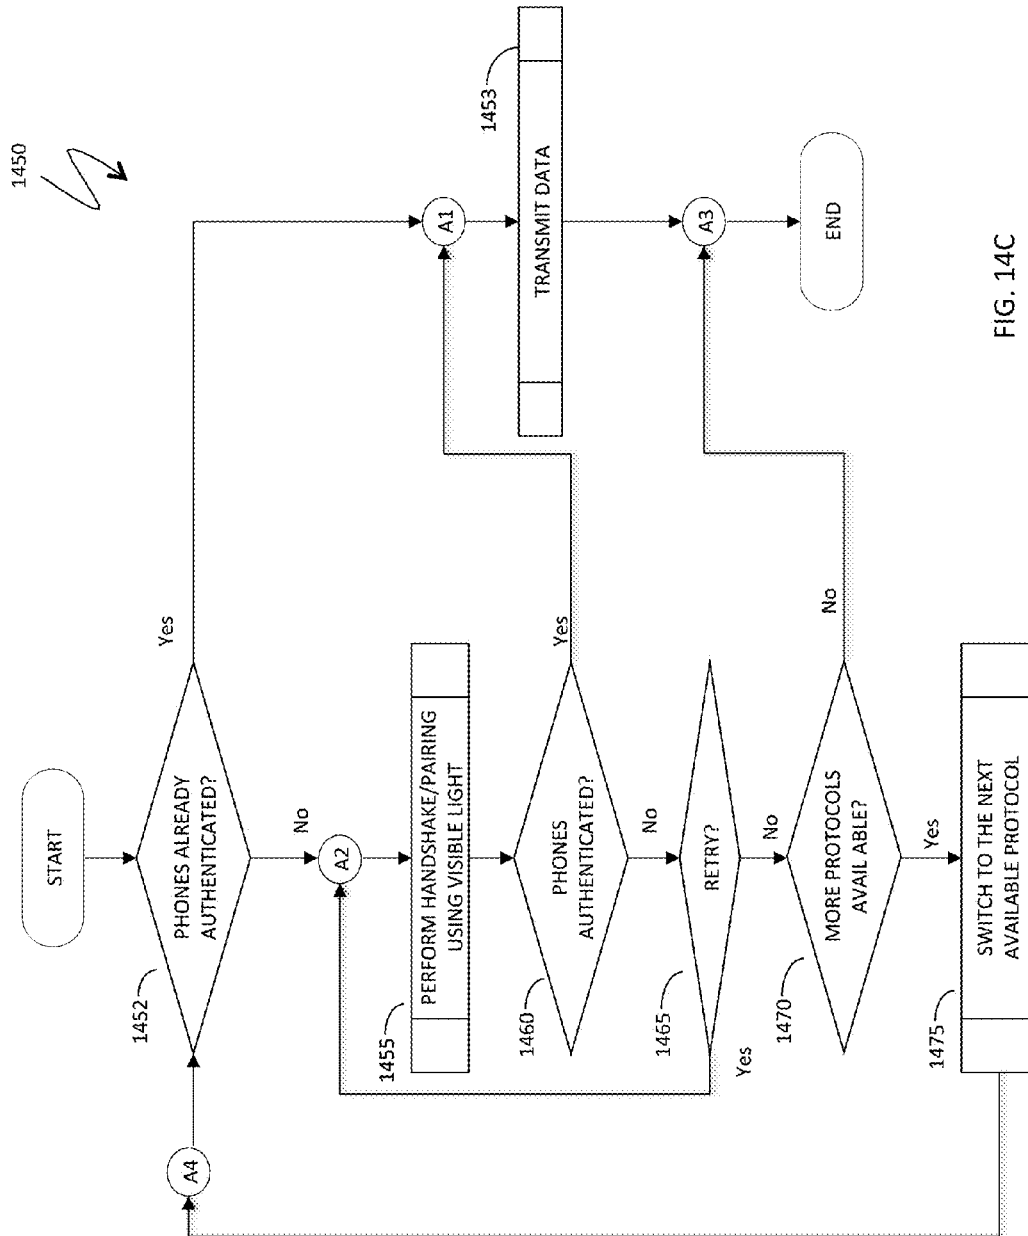 1450
START
PHONES ALREADY
AUTHENTICATED?
1452
Yes
No
A4
A2
A1
1455
PERFORM HANDSHAKE/PAIRING
USING VISIBLE LIGHT
1453
TRANSMIT DATA
1460
PHONES
AUTHENTICATED?
Yes
No
1465
RETRY?
Yes
No
A3
1470
MORE PROTOCOLS
AVAIL ABLE?
No
Yes
END
1475
SWITCH TO THE NEXT
AVAILABLE PROTOCOL
FIG. 14C